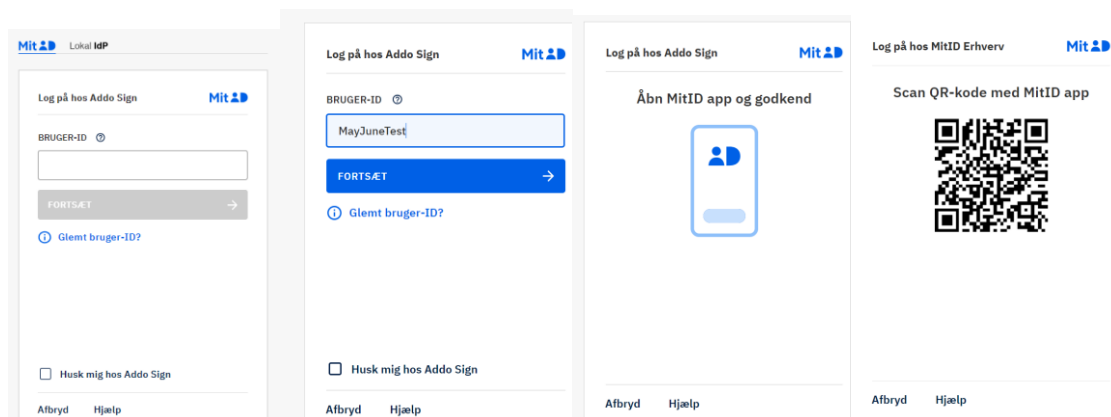 MitID Lokal IdP
Log på hos Addo Sign MitID
BRUGER-ID
FORTSÆT
Glemt bruger-ID?
Husk mig hos Addo Sign
Afbryd Hjælp
Log på hos Addo Sign MitID
BRUGER-ID
MayJuneTest
FORTSÆT
Glemt bruger-ID?
Husk mig hos Addo Sign
Afbryd Hjælp
Log på hos Addo Sign MitID
Åbn MitID app og godkend
Afbryd Hjælp
Log på hos MitID Erhverv MitID
Scan QR-kode med MitID app
Afbryd Hjælp